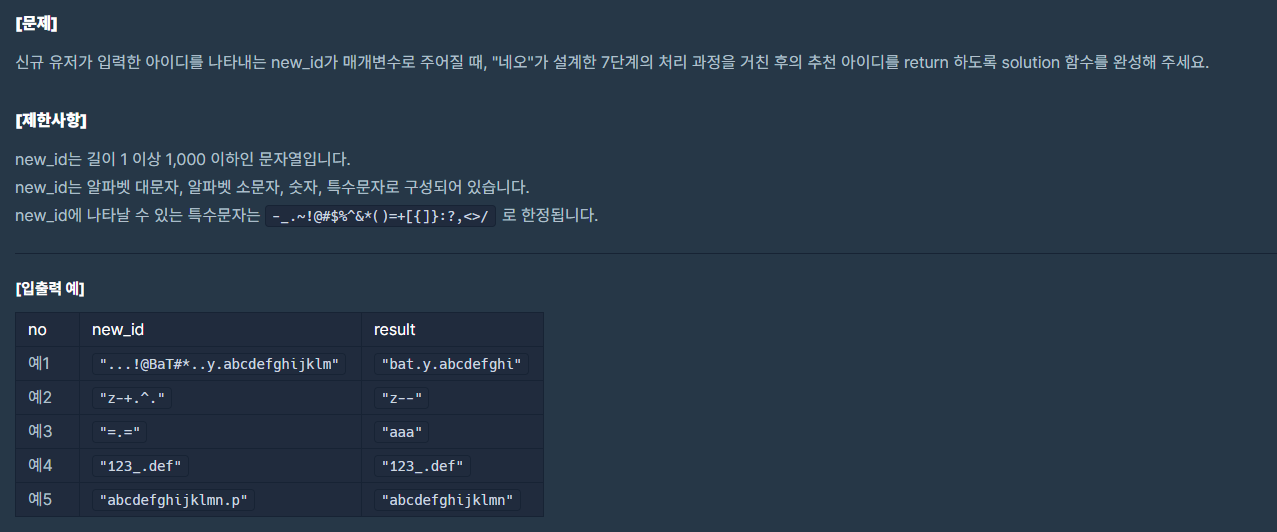 [문제]
신규 유저가 입력한 아이디를 나타내는 new_id가 매개변수로 주어질 때, "네오"가 설계한 7단계의 처리 과정을 거친 후의 추천 아이디를 return 하도록 solution 함수를 완성해 주세요.
[제한사항]
new_id는 길이 1 이상 1,000 이하인 문자열입니다.
new_id는 알파벳 대문자, 알파벳 소문자, 숫자, 특수문자로 구성되어 있습니다.
new_id에 나타날 수 있는 특수문자는 -_.~!@#$%^&*()=+[{]}:?,<>/ 로 한정됩니다.
[입출력 예]
no new_id result
예1 "...!@BaT#*..y.abcdefghijklm" "bat.y.abcdefghi"
예2 "z-+.^." "z--"
예3 "=.=" "aaa"
예4 "123_.def" "123_.def"
예5 "abcdefghijklmn.p" "abcdefghijklmn"